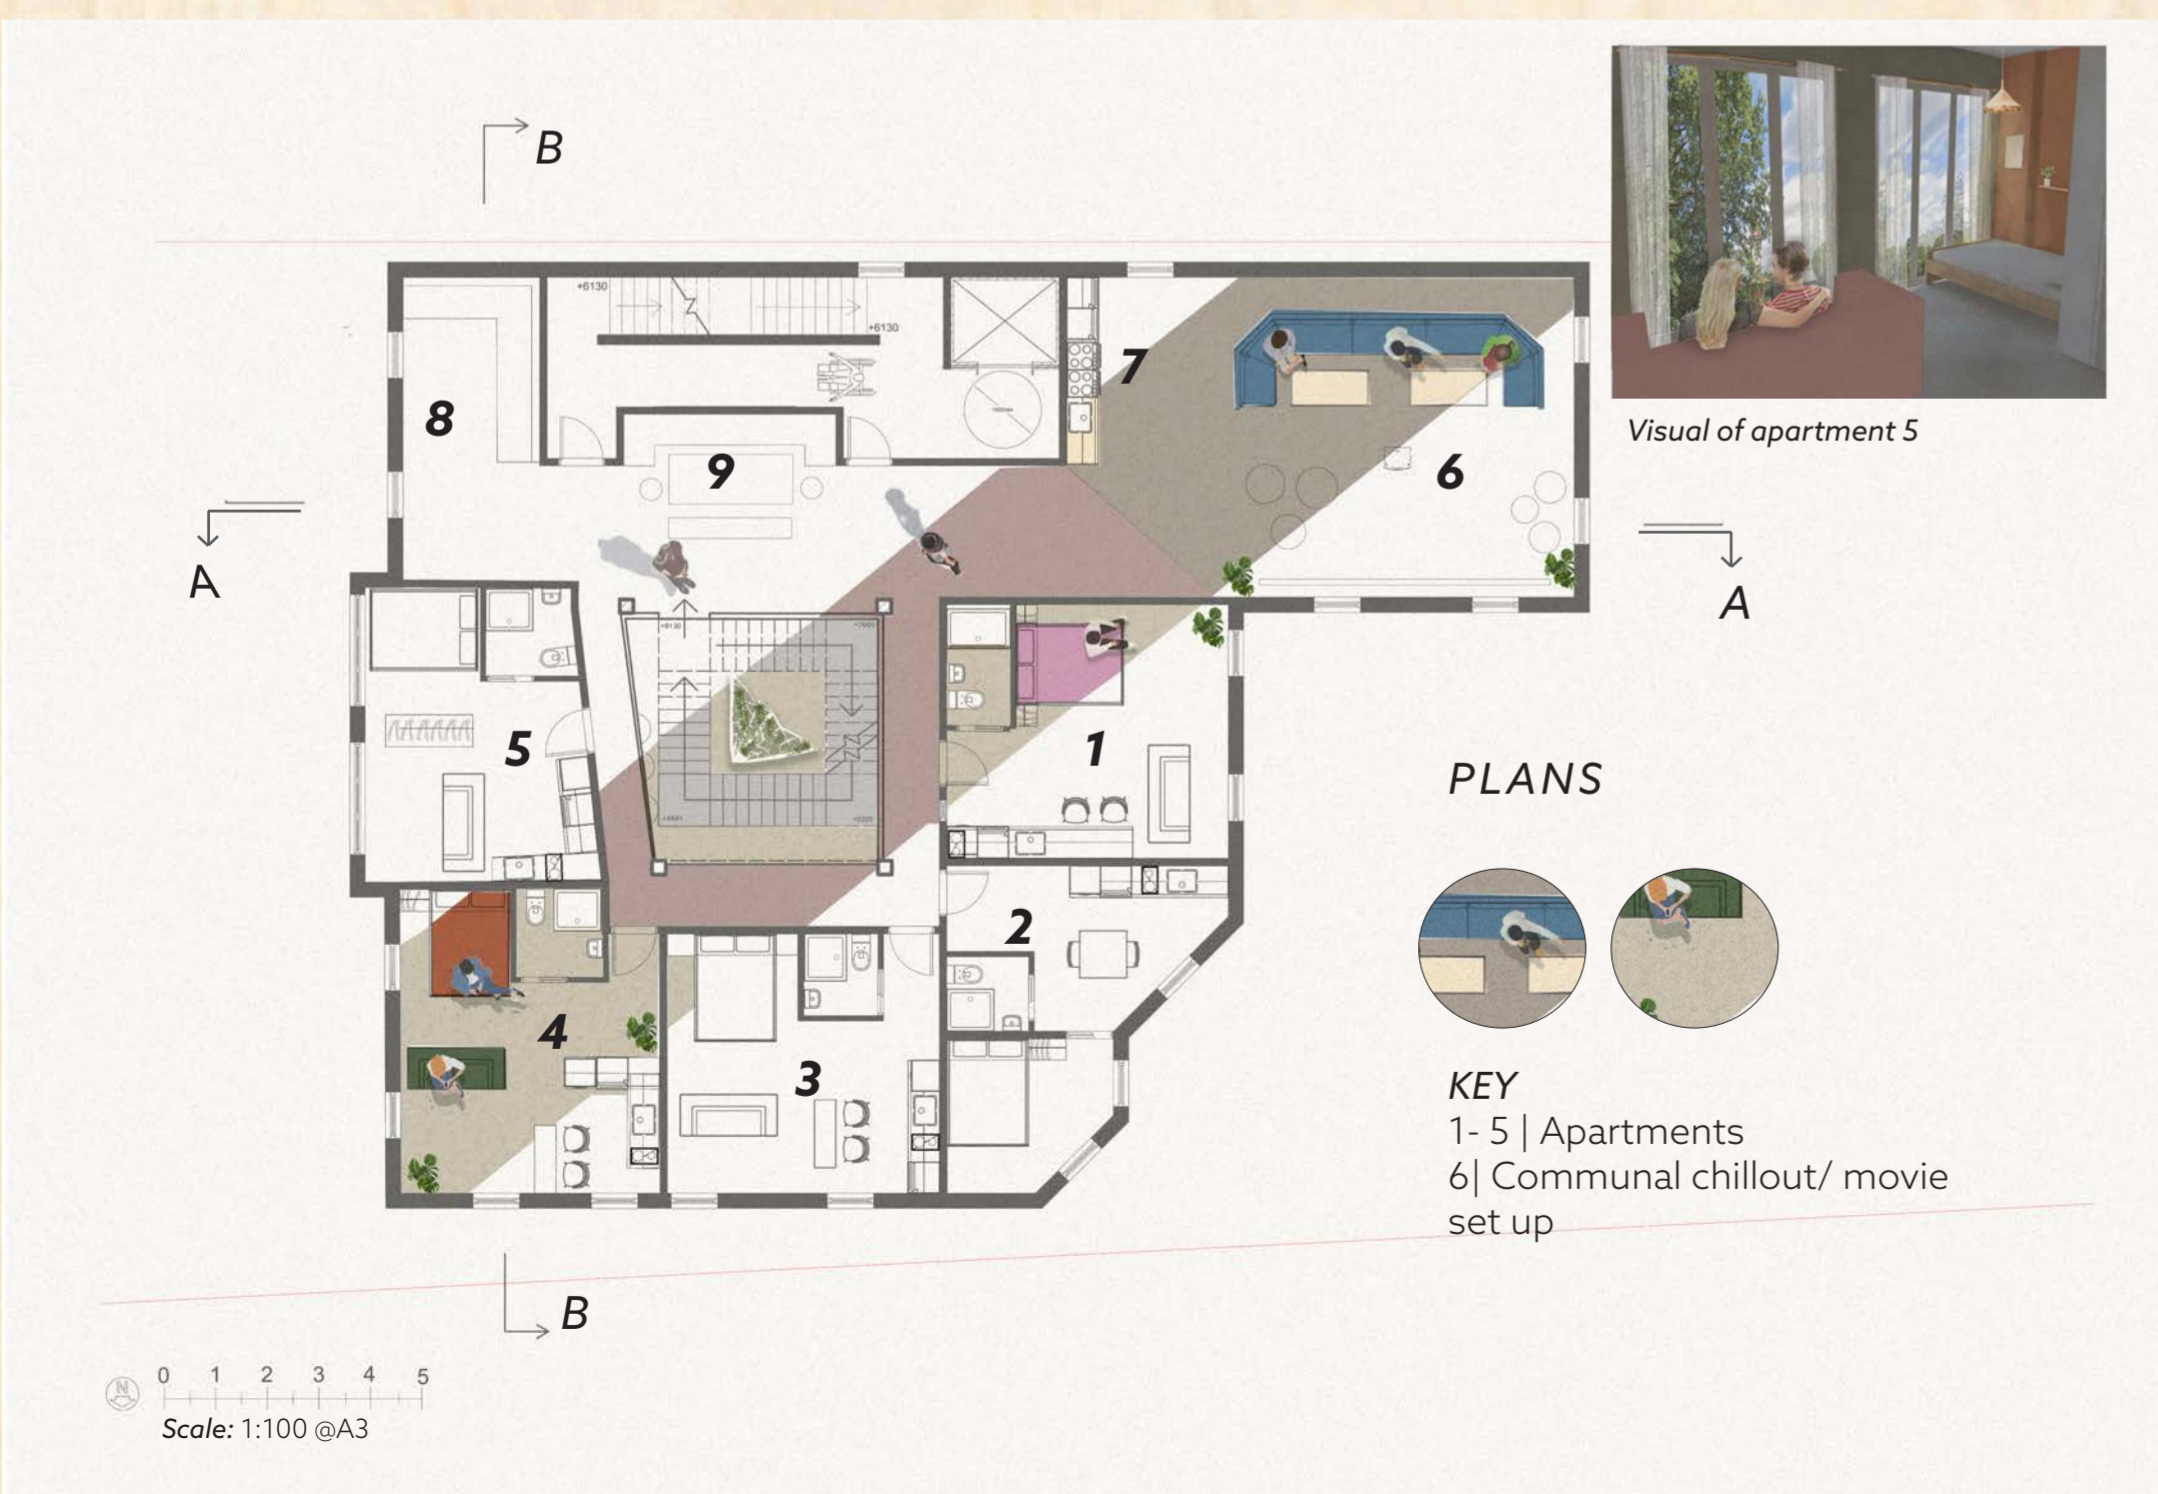 B
Visual of apartment 5
+6130
+6130
7
8
9
6
A
A
+6130
5
1
PLANS
2
4
3
KEY
1- 5 | Apartments
6| Communal chillout/ movie
set up
B
N
0 1 2 3 4 5
Scale: 1:100 @A3